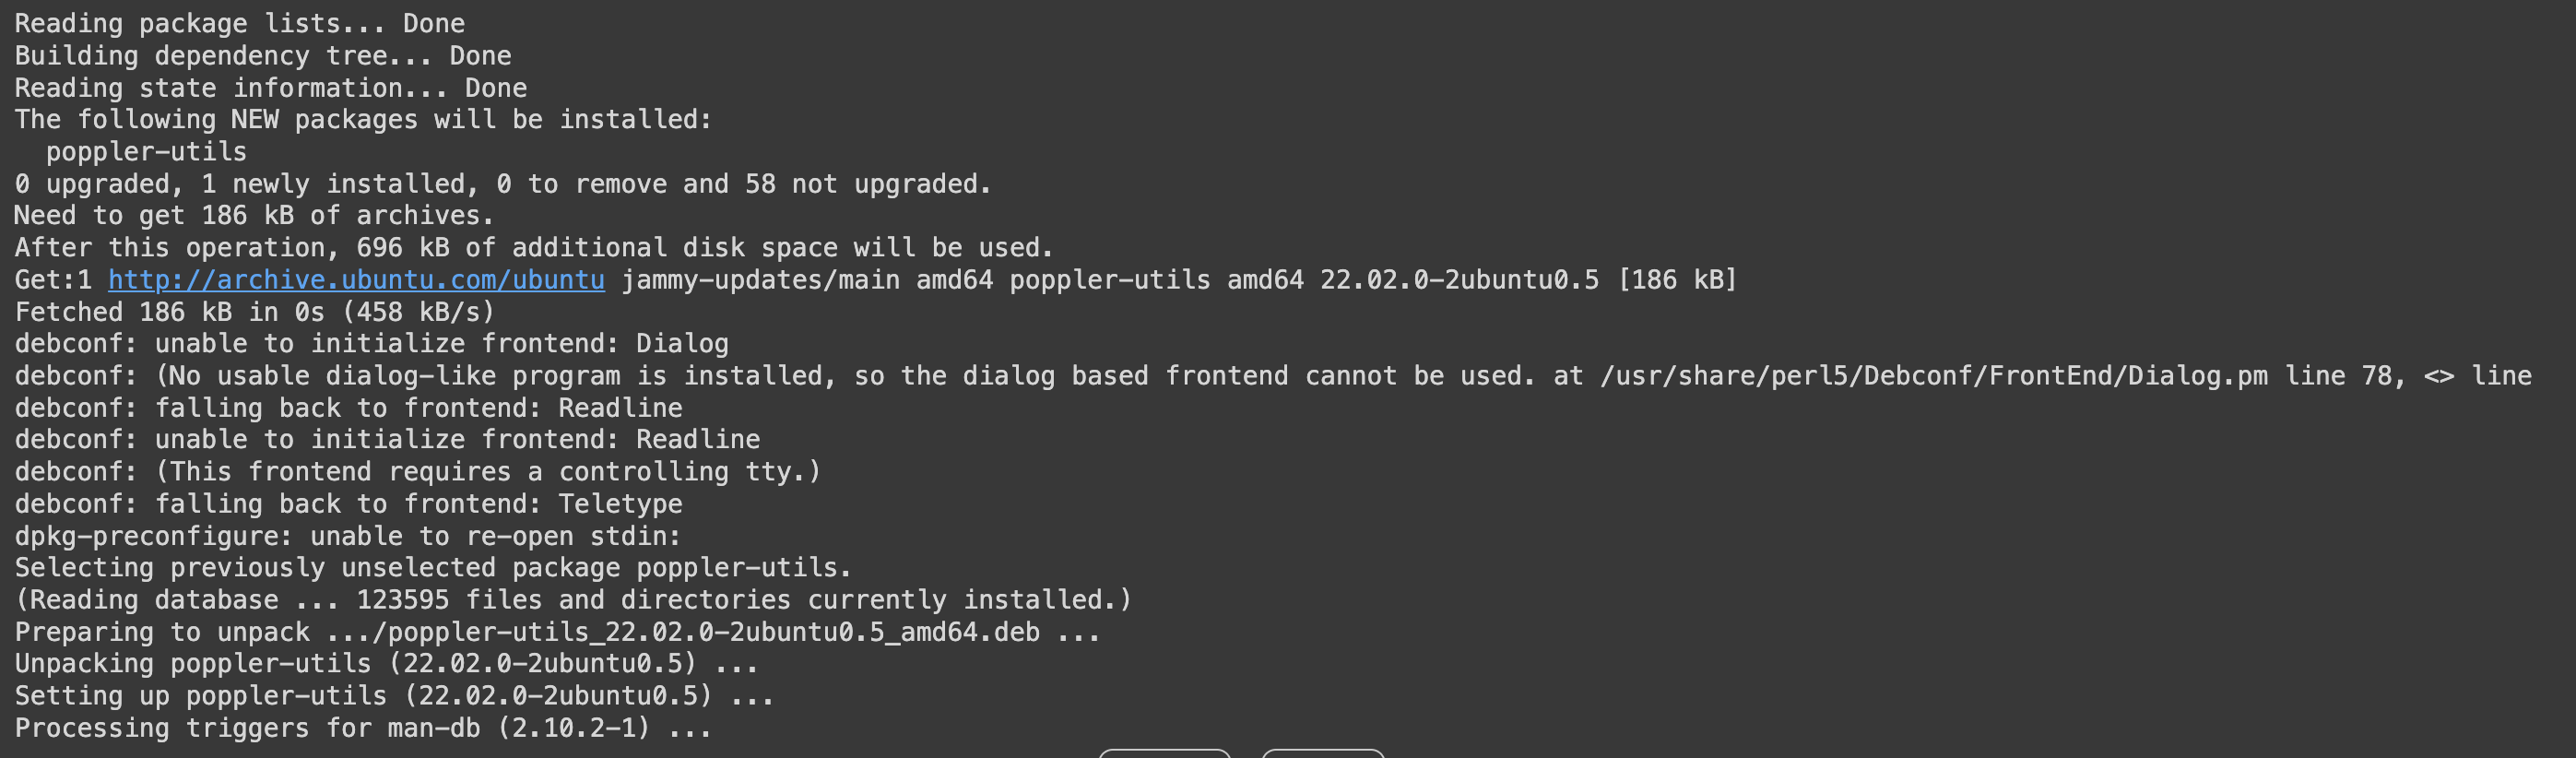 Reading package lists... Done
Building dependency tree... Done
Reading state information... Done
The following NEW packages will be installed:
  poppler-utils
0 upgraded, 1 newly installed, 0 to remove and 58 not upgraded.
Need to get 186 kB of archives.
After this operation, 696 kB of additional disk space will be used.
Get:1 http://archive.ubuntu.com/ubuntu jammy-updates/main amd64 poppler-utils amd64 22.02.0-2ubuntu0.5 [186 kB]
Fetched 186 kB in 0s (458 kB/s)
debconf: unable to initialize frontend: Dialog
debconf: (No usable dialog-like program is installed, so the dialog based frontend cannot be used. at /usr/share/perl5/Debconf/FrontEnd/Dialog.pm line 78, <> line
debconf: falling back to frontend: Readline
debconf: unable to initialize frontend: Readline
debconf: (This frontend requires a controlling tty.)
debconf: falling back to frontend: Teletype
dpkg-preconfigure: unable to re-open stdin:
Selecting previously unselected package poppler-utils.
(Reading database ... 123595 files and directories currently installed.)
Preparing to unpack .../poppler-utils_22.02.0-2ubuntu0.5_amd64.deb ...
Unpacking poppler-utils (22.02.0-2ubuntu0.5) ...
Setting up poppler-utils (22.02.0-2ubuntu0.5) ...
Processing triggers for man-db (2.10.2-1) ...